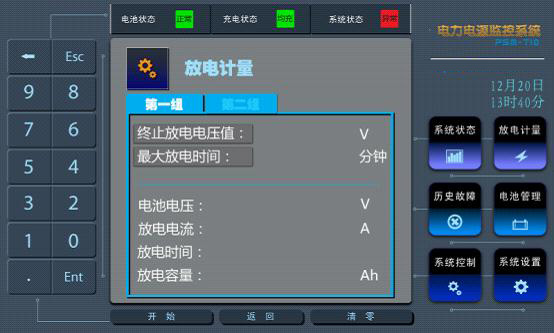 电池状态 正常 充电状态 均充 系统状态 异常
电力电源监控系统
PSM-T10
12月20日
13时40分
← Esc
9 8
7 6
5 4
3 2
1 0
. Ent
放电计量
第一组 第二组
终止放电电压值： V
最大放电时间： 分钟
电池电压： V
放电电流： A
放电时间：
放电容量： Ah
系统状态 放电计量
历史故障 电池管理
系统控制 系统设置
开始 返回 清零